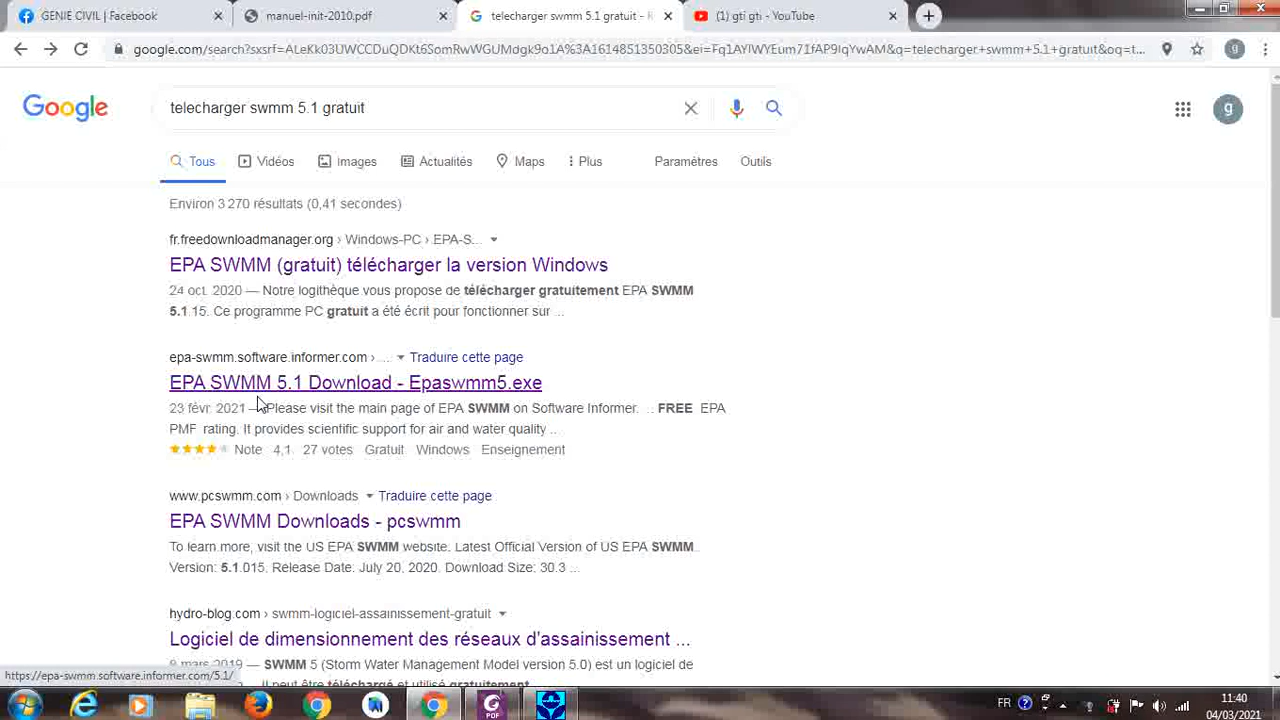 GENIE CIVIL | Facebook
manuel-init-2010.pdf
telecharger swmm 5.1 gratuit - R
(1) gti gti - YouTube
google.com/search?sxsrf=ALeKk03UWCCDuQDKt6SomRwWGUMdgk9o1A%3A1614851350305&ei=Fq1AYIWYEum71fAP9IqYwAM&q=telecharger+swmm+5.1+gratuit&oq=t...
Google
telecharger swmm 5.1 gratuit
g
Tous Vidéos Images Actualités Maps Plus Paramètres Outils
Environ 3 270 résultats (0,41 secondes)
fr.freedownloadmanager.org › Windows-PC › EPA-S...
EPA SWMM (gratuit) télécharger la version Windows
24 oct. 2020 — Notre logithèque vous propose de télécharger gratuitement EPA SWMM
5.1.15. Ce programme PC gratuit a été écrit pour fonctionner sur ...
epa-swmm.software.informer.com › ... Traduire cette page
EPA SWMM 5.1 Download - Epaswmm5.exe
23 févr. 2021 — Please visit the main page of EPA SWMM on Software Informer. ... FREE EPA
PMF rating. It provides scientific support for air and water quality ...
Note 4,1 27 votes Gratuit Windows Enseignement
www.pcswmm.com › Downloads Traduire cette page
EPA SWMM Downloads - pcswmm
To learn more, visit the US EPA SWMM website. Latest Official Version of US EPA SWMM.
Version: 5.1.015. Release Date: July 20, 2020. Download Size: 30.3 ...
hydro-blog.com › swmm-logiciel-assainissement-gratuit
Logiciel de dimensionnement des réseaux d'assainissement ...
9 mars 2019 — SWMM 5 (Storm Water Management Model version 5.0) est un logiciel de
il peut être téléchargé et utilisé gratuitement
https://epa-swmm.software.informer.com/5.1/
PDF
FR
11:40
04/03/2021